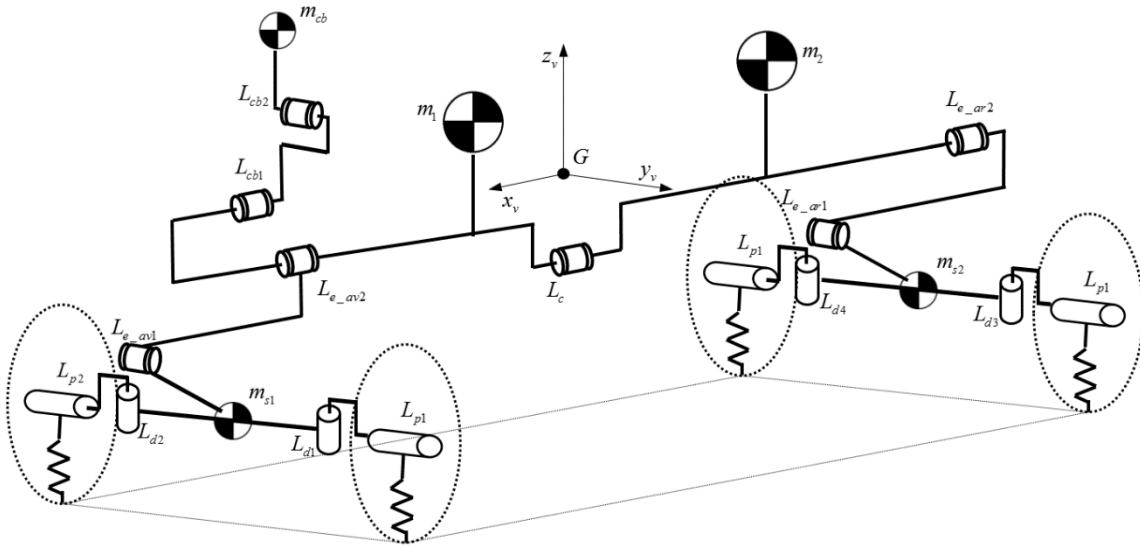 m_cb
m_2
z_v
L_cb2
m_1
L_e_ar2
G
y_v
L_cb1
x_v
L_e_ar1
L_p1
m_s2
L_p1
L_e_av2
L_c
L_d4
L_d3
L_e_av1
L_p2
m_s1
L_p1
L_d2
L_d1